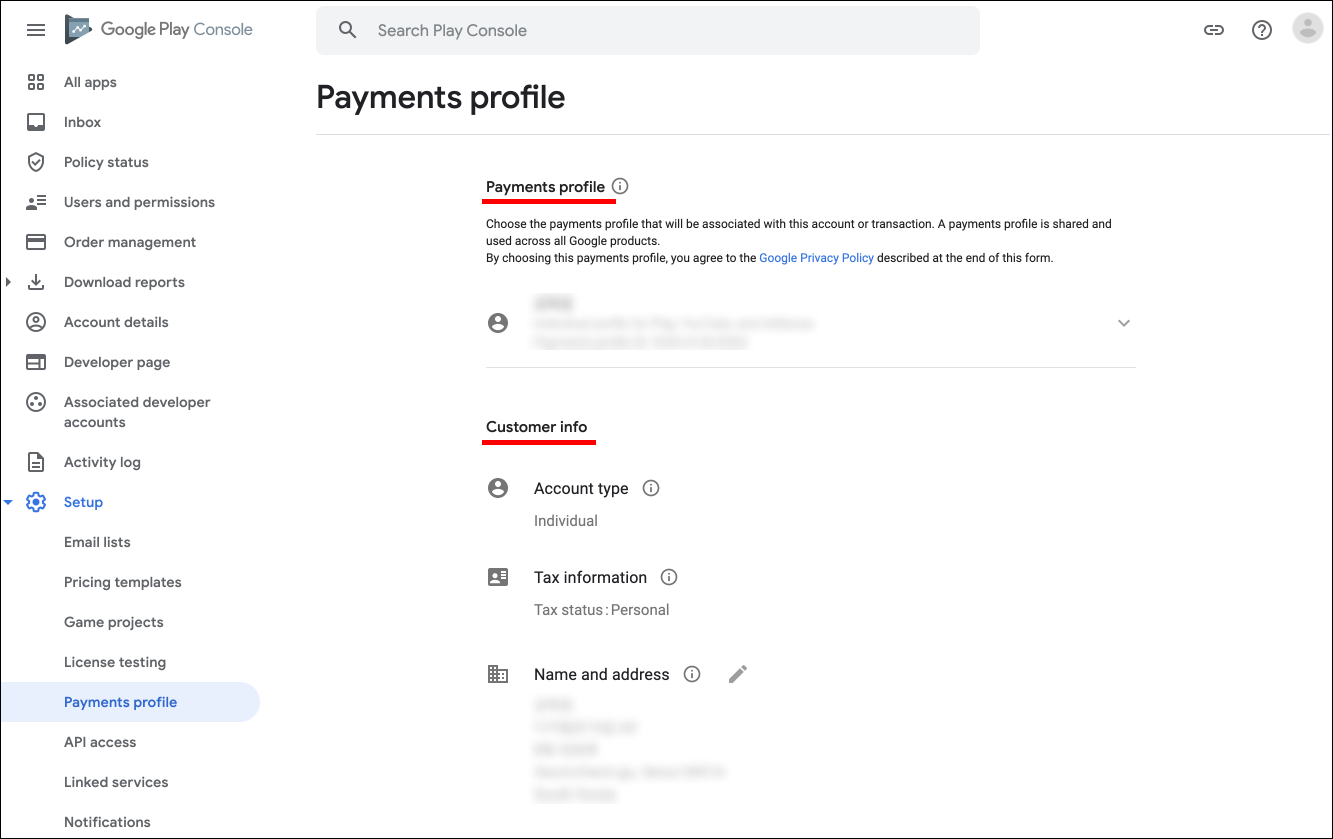 Google Play Console
Search Play Console
All apps
Inbox
Policy status
Users and permissions
Order management
Download reports
Account details
Developer page
Associated developer
accounts
Activity log
Setup
Email lists
Pricing templates
Game projects
License testing
Payments profile
API access
Linked services
Notifications
Payments profile
Payments profile
Choose the payments profile that will be associated with this account or transaction. A payments profile is shared and
used across all Google products.
By choosing this payments profile, you agree to the Google Privacy Policy described at the end of this form.
Customer info
Account type
Individual
Tax information
Tax status: Personal
Name and address